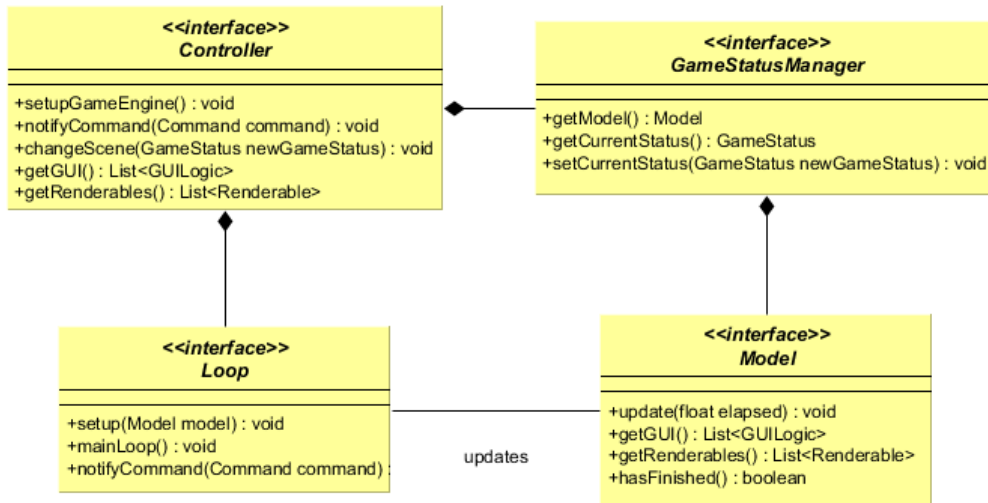 <<interface>>
Controller
+setupGameEngine() : void
+notifyCommand(Command command) : void
+changeScene(GameStatus newGameStatus) : void
+getGUI() : List<GUILogic>
+getRenderables() : List<Renderable>
<<interface>>
GameStatusManager
+getModel() : Model
+getCurrentStatus() : GameStatus
+setCurrentStatus(GameStatus newGameStatus) : void
<<interface>>
Loop
+setup(Model model) : void
+mainLoop() : void
+notifyCommand(Command command) :
updates
<<interface>>
Model
+update(float elapsed) : void
+getGUI() : List<GUILogic>
+getRenderables() : List<Renderable>
+hasFinished() : boolean